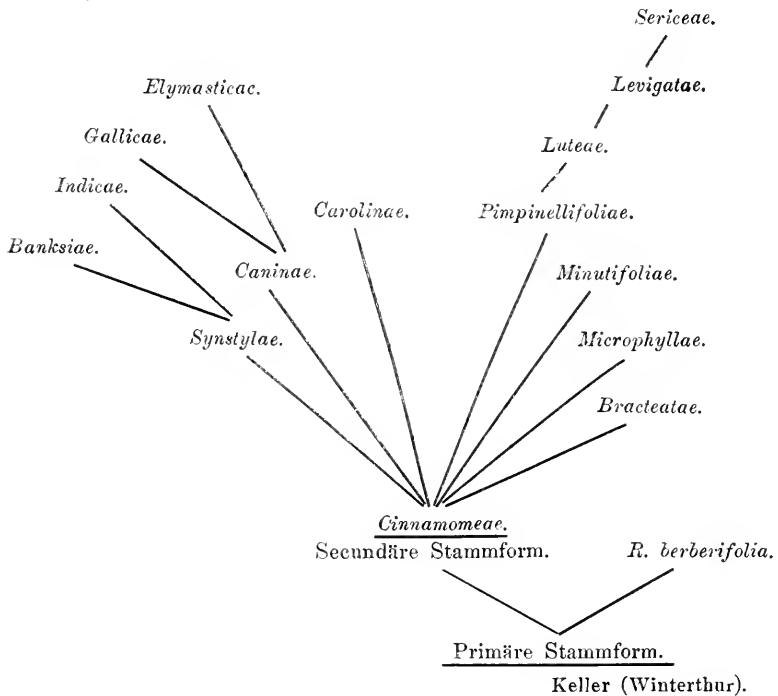 Sericeae.
Elymasticac.
Levigatae.
Gallicae.
Luteae.
Indicae.
Carolinae.
Pimpinellifoliae.
Banksiae.
Caninae.
Minutifoliae.
Synstylae.
Microphyllae.
Bracteatae.
Cinnamomeae.
Secundäre Stammform.
R. berberifolia.
Primäre Stammform.
Keller (Winterthur).